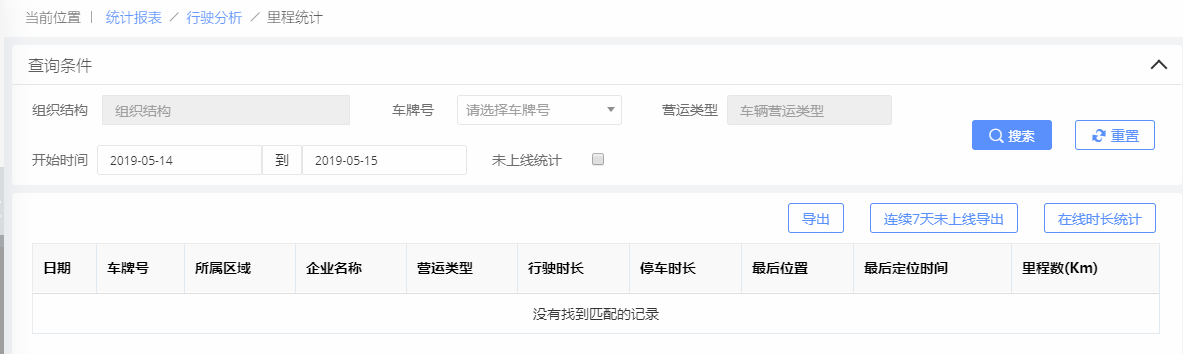 当前位置 | 统计报表 / 行驶分析 / 里程统计
查询条件
组织结构 组织结构 车牌号 请选择车牌号 营运类型 车辆营运类型
搜索 重置
开始时间 2019-05-14 到 2019-05-15 未上线统计
导出 连续7天未上线导出 在线时长统计
日期 车牌号 所属区域 企业名称 营运类型 行驶时长 停车时长 最后位置 最后定位时间 里程数(Km)
没有找到匹配的记录